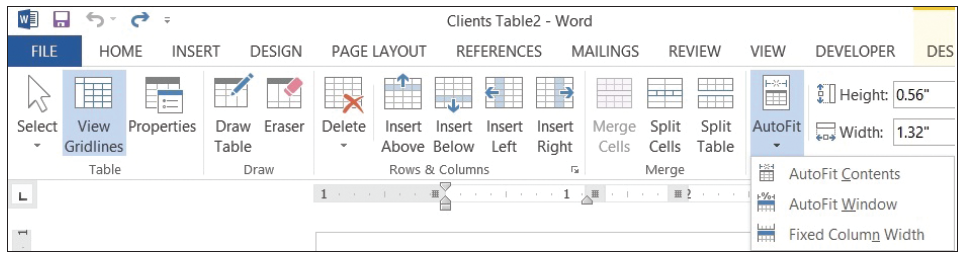 Clients Table2 - Word
FILE HOME INSERT DESIGN PAGE LAYOUT REFERENCES MAILINGS REVIEW VIEW DEVELOPER DES
Height: 0.56"
Select View Properties Draw Eraser Delete Insert Insert Insert Insert Merge Split Split AutoFit Width: 1.32"
Gridlines Table Above Below Left Right Cells Cells Table
Table Draw Rows & Columns Merge
AutoFit Contents
L 1 1 2
AutoFit Window
1 Fixed Column Width